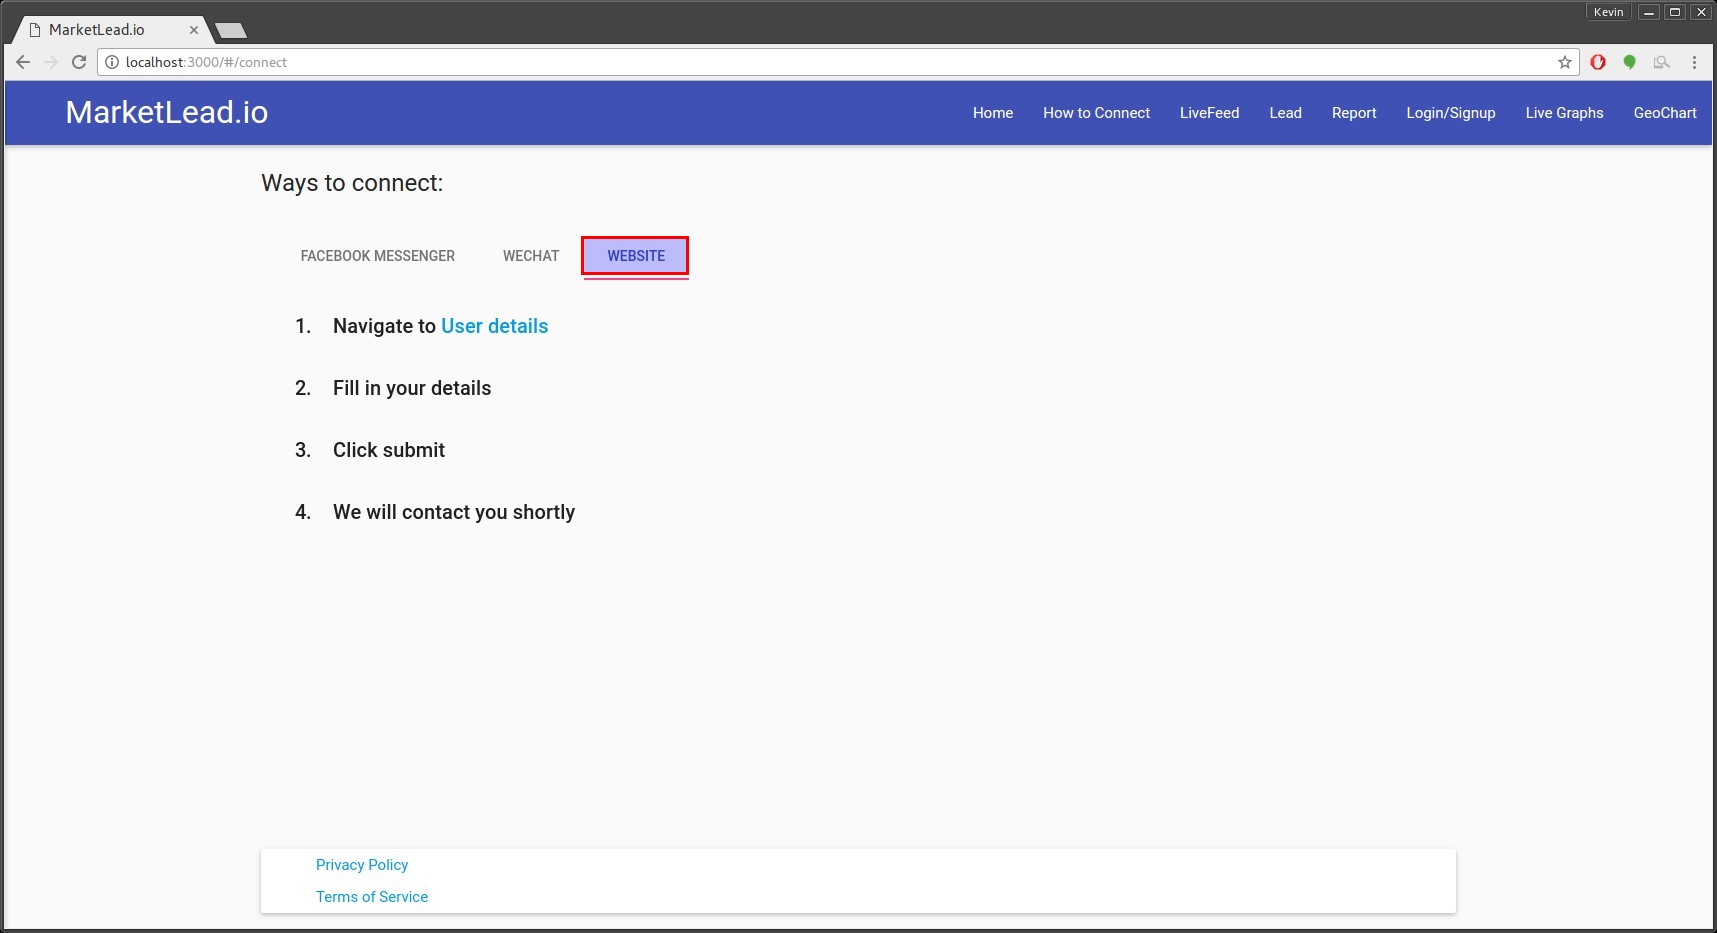 Kevin
MarketLead.io
localhost:3000/#/connect
MarketLead.io Home How to Connect LiveFeed Lead Report Login/Signup Live Graphs GeoChart
Ways to connect:
FACEBOOK MESSENGER WECHAT WEBSITE
1. Navigate to User details
2. Fill in your details
3. Click submit
4. We will contact you shortly
Privacy Policy
Terms of Service